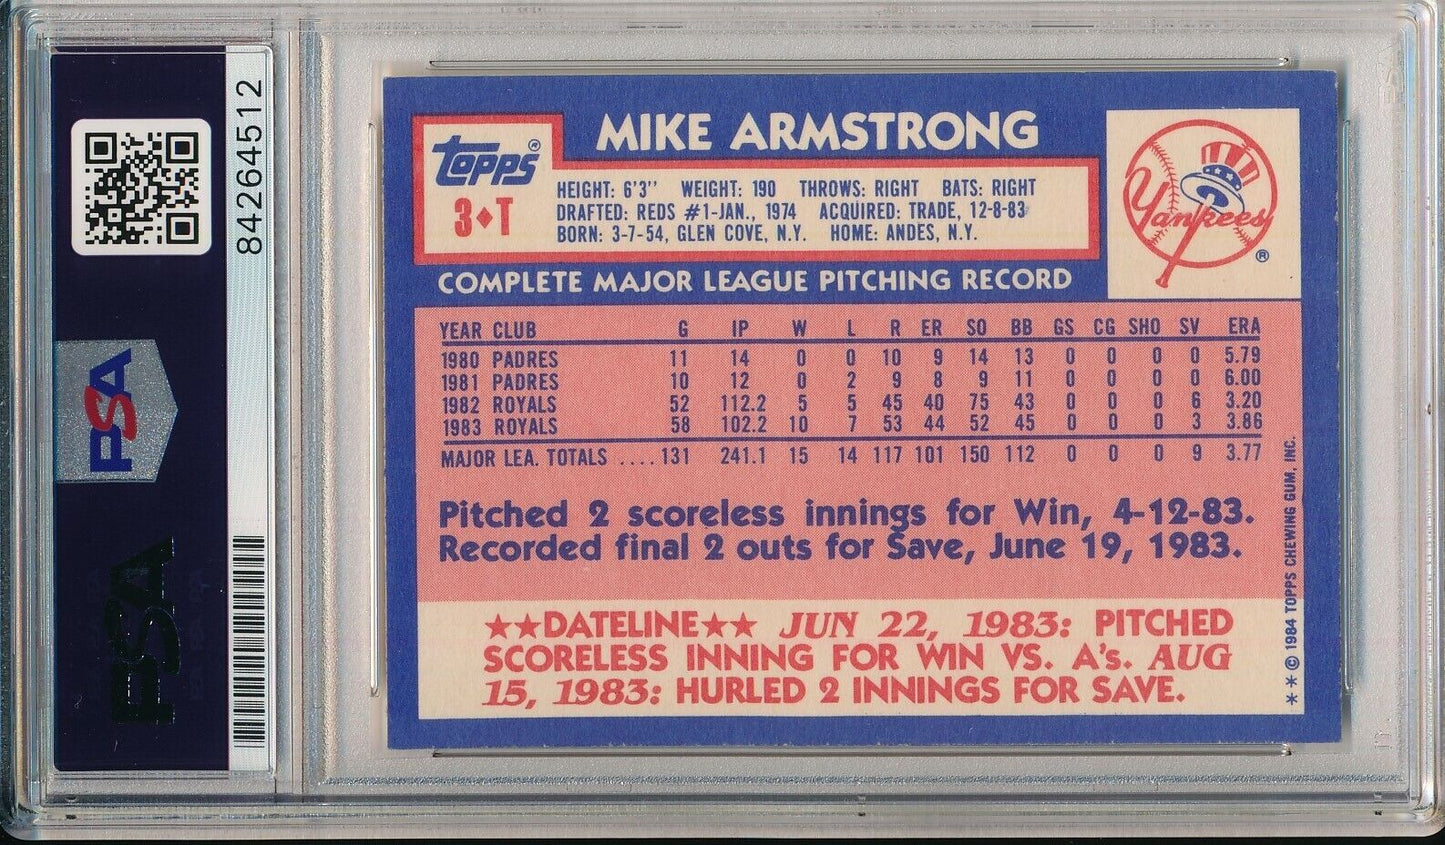 84264512
PSA
PSA
MIKE ARMSTRONG
topps®
3♦T
HEIGHT: 6'3'' WEIGHT: 190 THROWS: RIGHT BATS: RIGHT
DRAFTED: REDS #1-JAN., 1974 ACQUIRED: TRADE, 12-8-83
BORN: 3-7-54, GLEN COVE, N.Y. HOME: ANDES, N.Y.
Yankees ®
COMPLETE MAJOR LEAGUE PITCHING RECORD
YEAR CLUB G IP W L R ER SO BB GS CG SHO SV ERA
1980 PADRES 11 14 0 0 10 9 14 13 0 0 0 0 5.79
1981 PADRES 10 12 0 2 9 8 9 11 0 0 0 0 6.00
1982 ROYALS 52 112.2 5 5 45 40 75 43 0 0 0 6 3.20
1983 ROYALS 58 102.2 10 7 53 44 52 45 0 0 0 3 3.86
MAJOR LEA. TOTALS .... 131 241.1 15 14 117 101 150 112 0 0 0 9 3.77
Pitched 2 scoreless innings for Win, 4-12-83.
Recorded final 2 outs for Save, June 19, 1983.
★★DATELINE★★ JUN 22, 1983: PITCHED
SCORELESS INNING FOR WIN VS. A's. AUG
15, 1983: HURLED 2 INNINGS FOR SAVE.
**© 1984 TOPPS CHEWING GUM, INC.